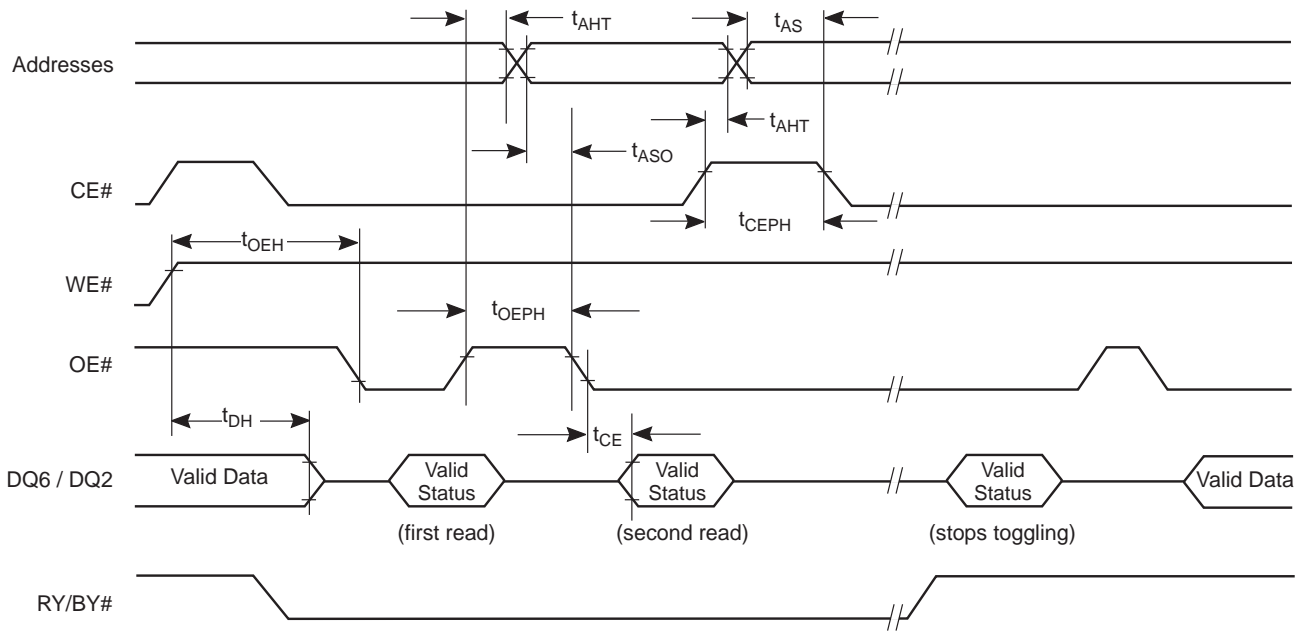 tAHT
tAS
Addresses
tAHT
tASO
CE#
tCEPH
tOEH
WE#
tOEPH
OE#
tDH
tCE
DQ6 / DQ2
Valid Data
Valid
Status
Valid
Status
Valid
Status
Valid Data
(first read)
(second read)
(stops toggling)
RY/BY#